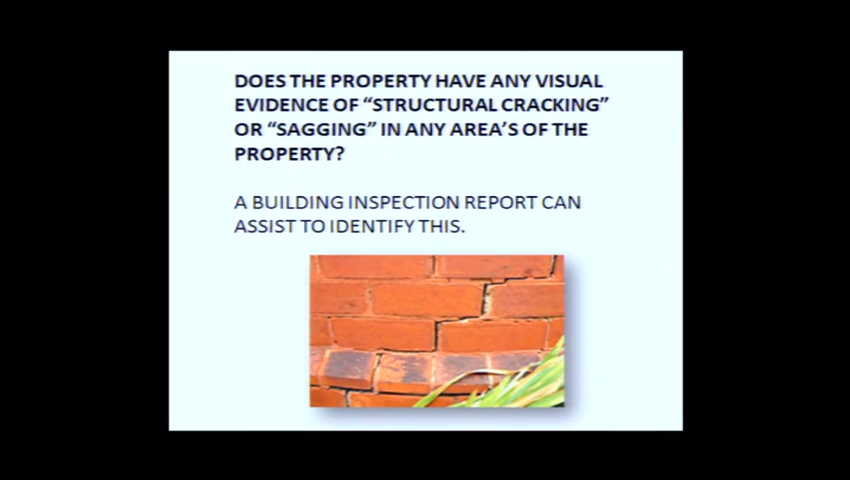 DOES THE PROPERTY HAVE ANY VISUAL
EVIDENCE OF “STRUCTURAL CRACKING”
OR “SAGGING” IN ANY AREA’S OF THE
PROPERTY?
A BUILDING INSPECTION REPORT CAN
ASSIST TO IDENTIFY THIS.